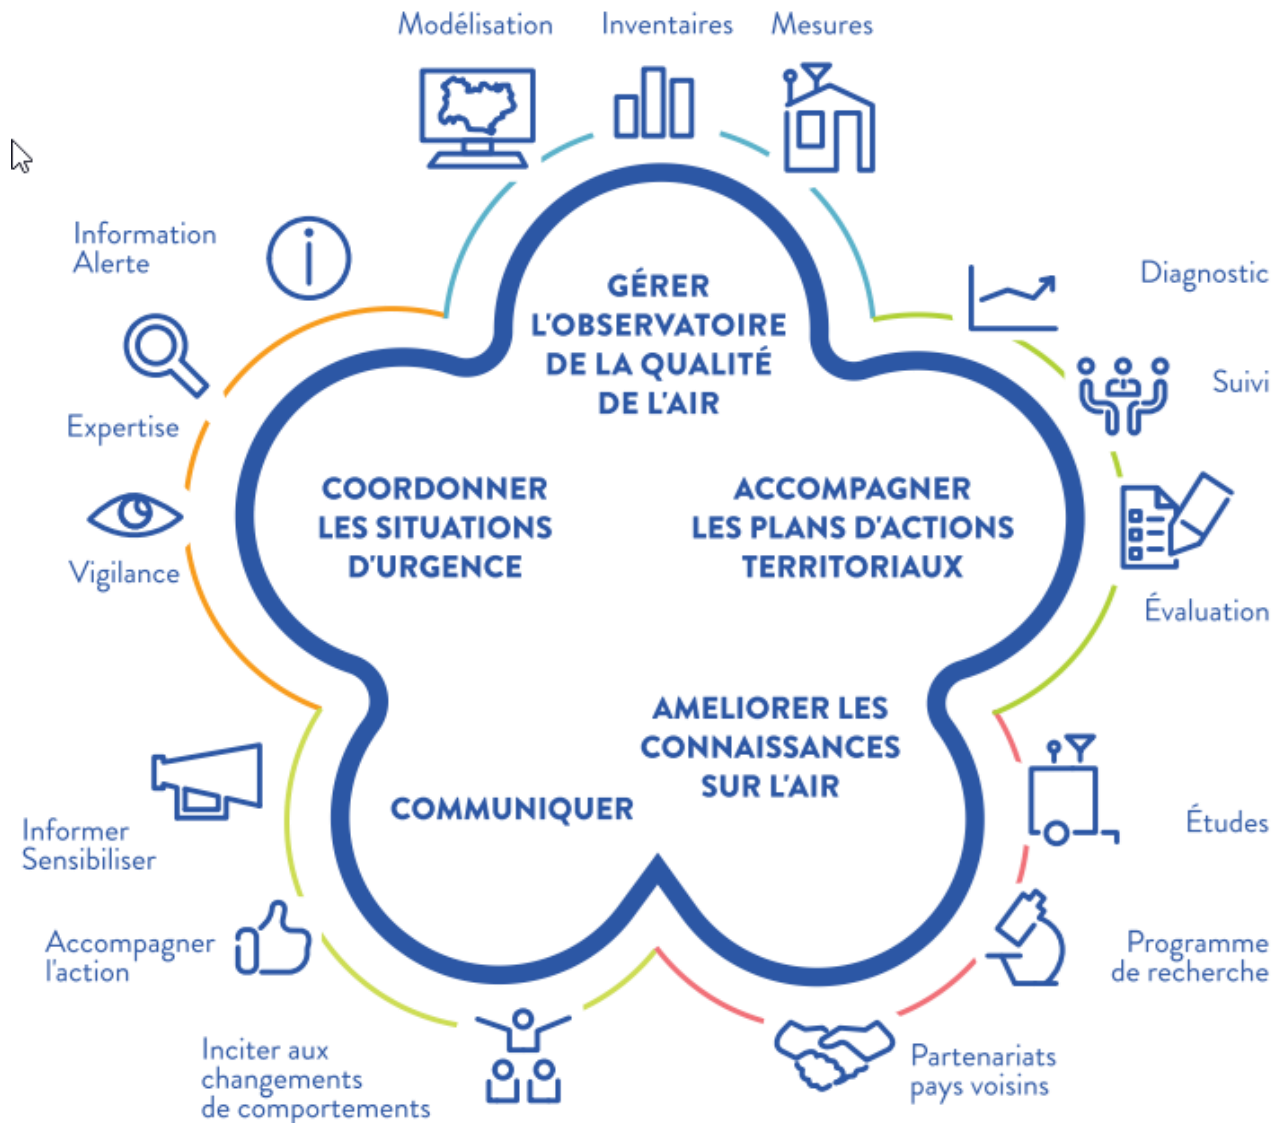 Modélisation
Inventaires
Mesures
Information
Alerte
Expertise
Vigilance
Diagnostic
Suivi
Évaluation
GÉRER
L'OBSERVATOIRE
DE LA QUALITÉ
DE L'AIR
COORDONNER
LES SITUATIONS
D'URGENCE
ACCOMPAGNER
LES PLANS D'ACTIONS
TERRITORIAUX
AMELIORER LES
CONNAISSANCES
SUR L'AIR
COMMUNIQUER
Informer
Sensibiliser
Accompagner
l'action
Inciter aux
changements
de comportements
Études
Programme
de recherche
Partenariats
pays voisins